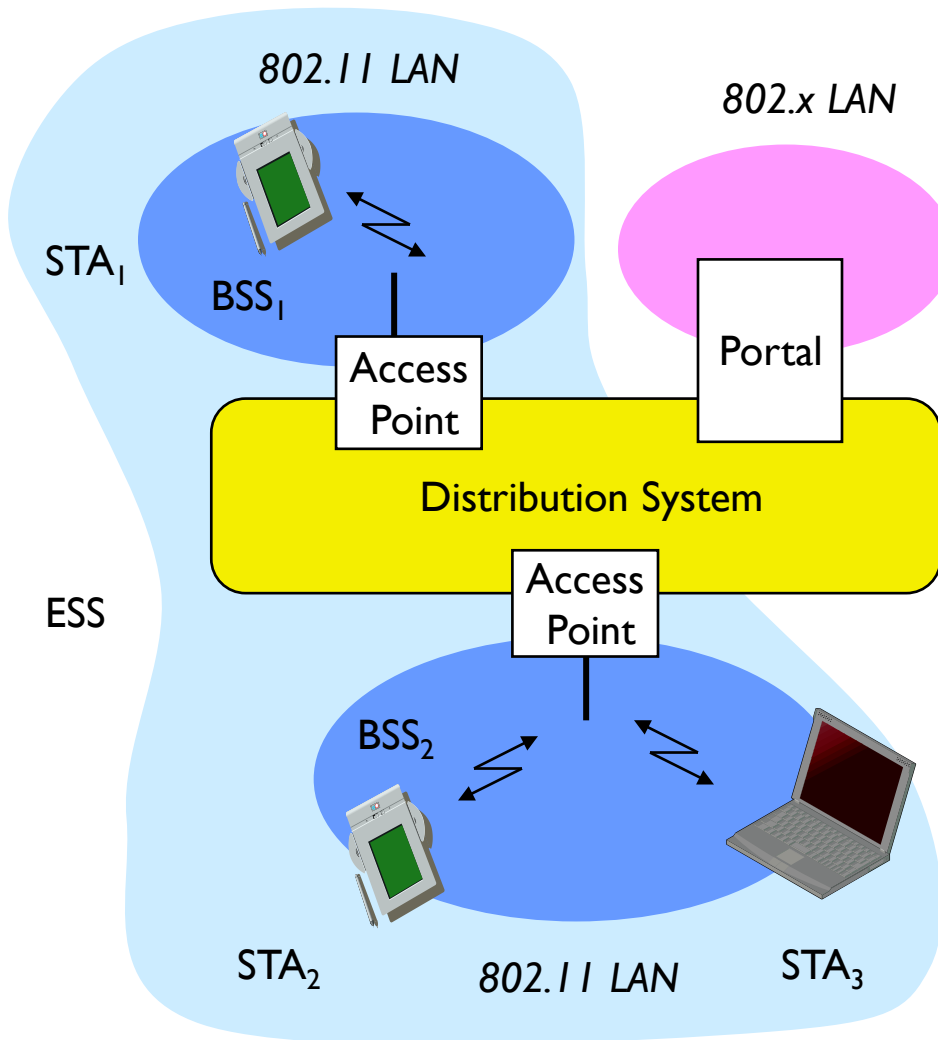 802.11 LAN
802.x LAN
STA₁
BSS₁
Access
Point
Portal
Distribution System
Access
Point
ESS
BSS₂
STA₂
802.11 LAN
STA₃